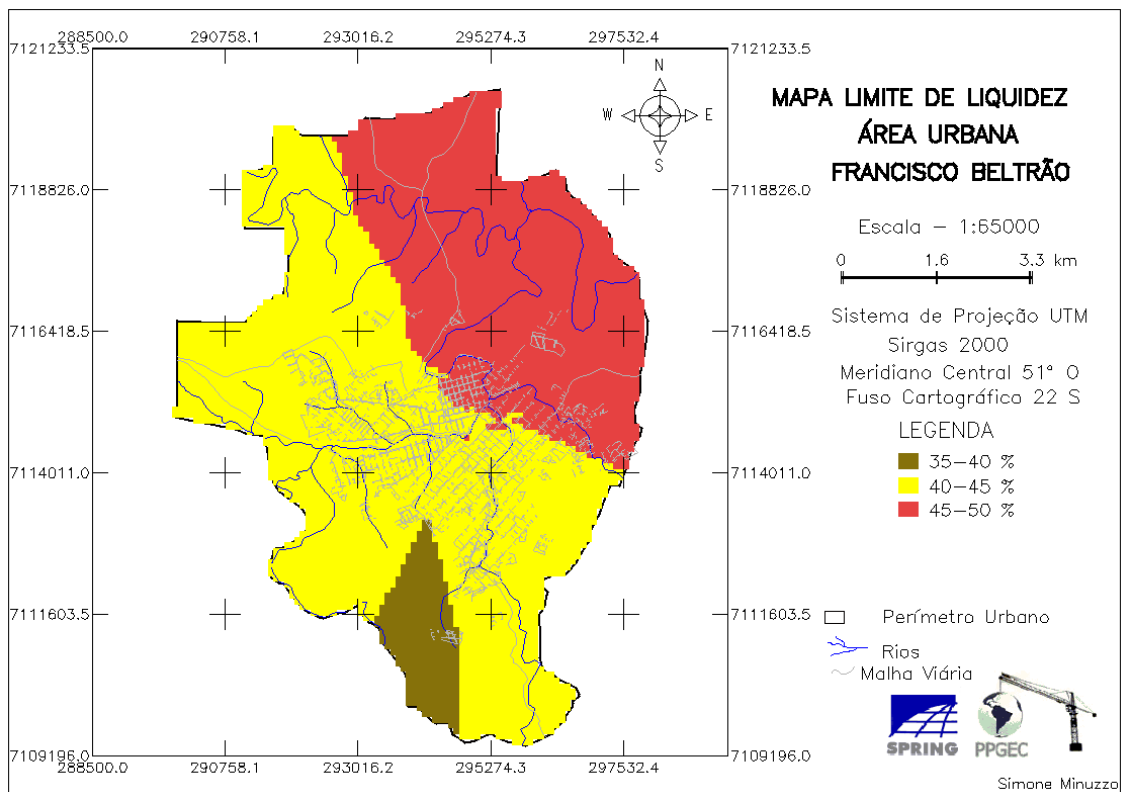 288500.0 290758.1 293016.2 295274.3 297532.4
7121233.5 7121233.5
N
W E
S
MAPA LIMITE DE LIQUIDEZ
ÁREA URBANA
FRANCISCO BELTRÃO
7118826.0 7118826.0
Escala – 1:65000
0 1.6 3.3 km
7116418.5 7116418.5
Sistema de Projeção UTM
Sirgas 2000
Meridiano Central 51° O
Fuso Cartográfico 22 S
LEGENDA
35–40 %
7114011.0 7114011.0
40–45 %
45–50 %
7111603.5 7111603.5
Perímetro Urbano
Rios
Malha Viária
SPRING PPGEC
7109196.0 7109196.0
288500.0 290758.1 293016.2 295274.3 297532.4
Simone Minuzzo